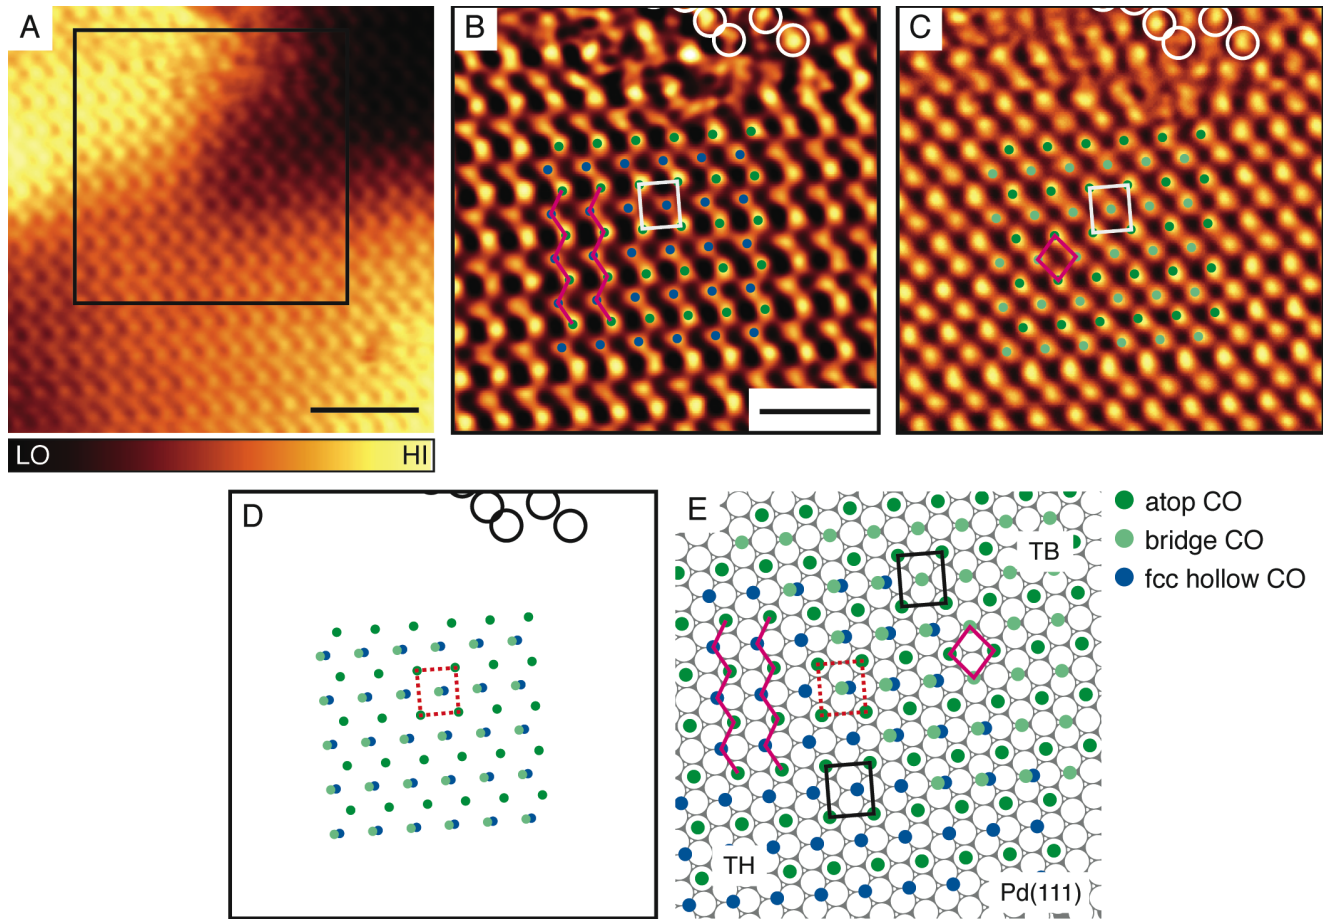 A
B
C
LO
HI
D
E
TB
TH
Pd(111)
atop CO
bridge CO
fcc hollow CO